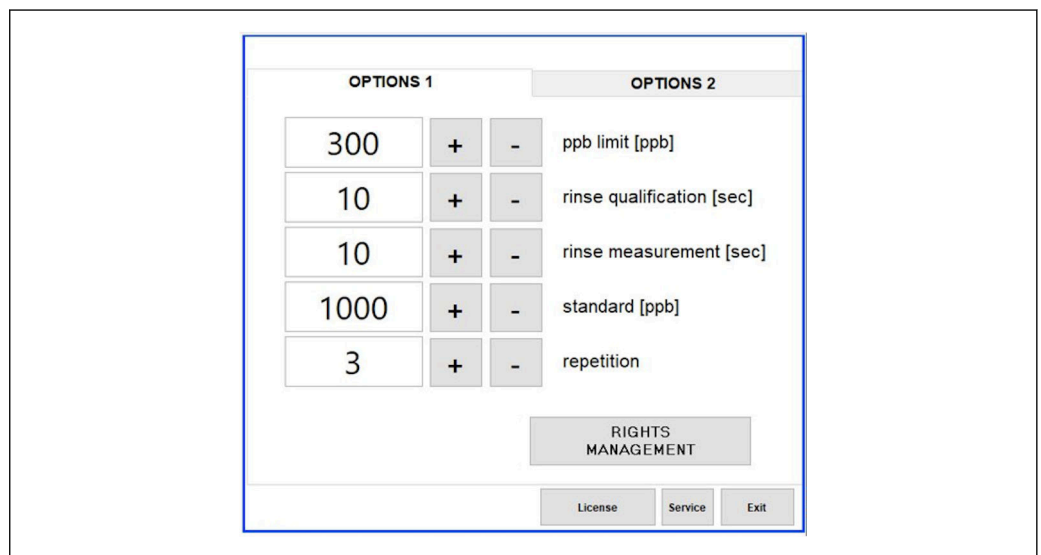 OPTIONS 1 OPTIONS 2
300 + - ppb limit [ppb]
10 + - rinse qualification [sec]
10 + - rinse measurement [sec]
1000 + - standard [ppb]
3 + - repetition
RIGHTS
MANAGEMENT
License Service Exit